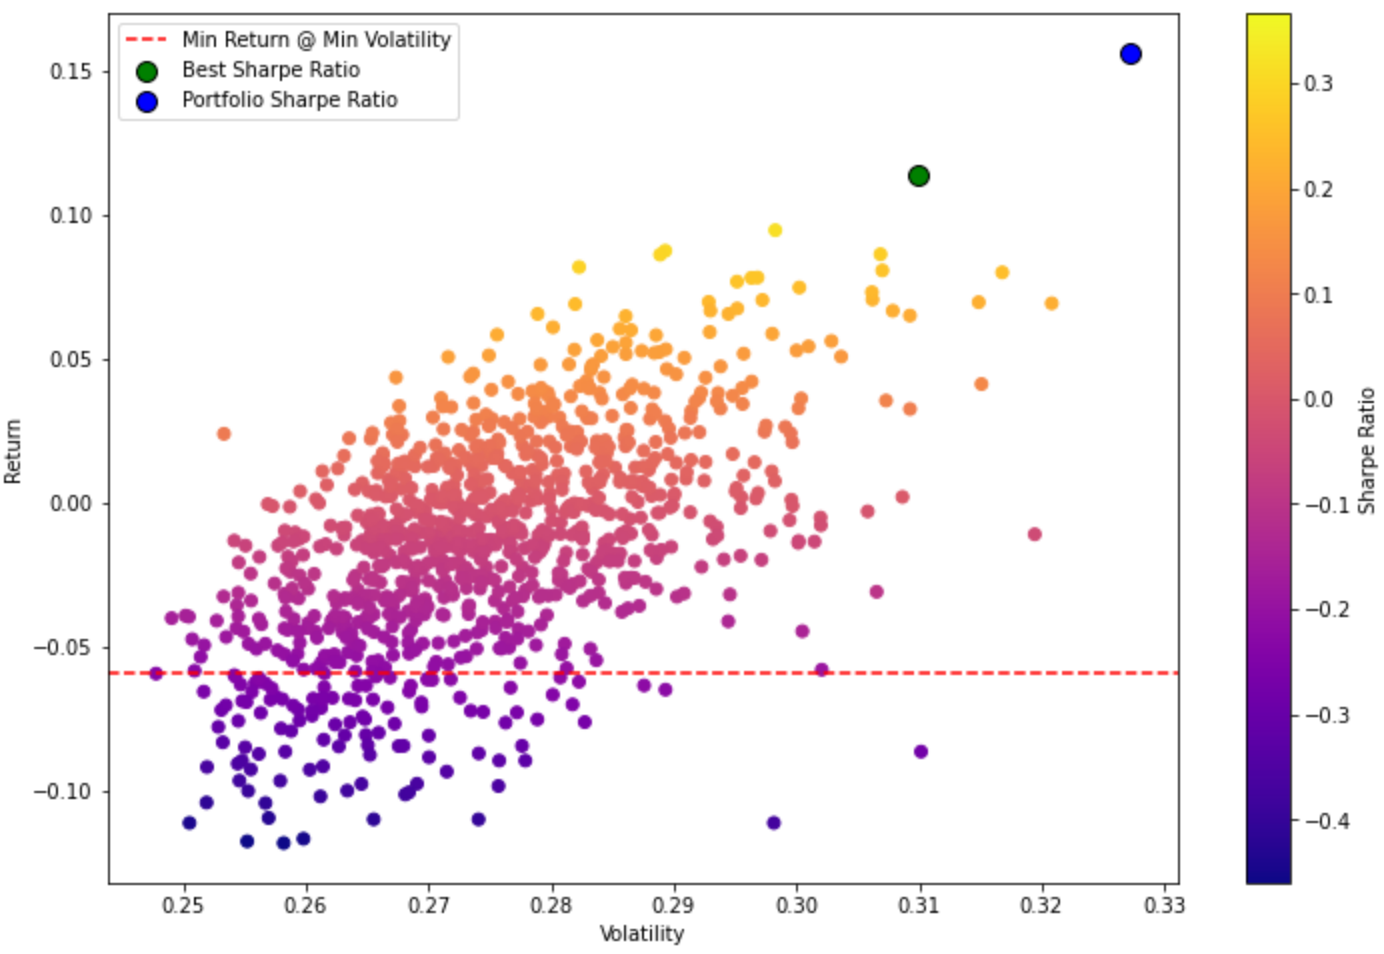 Min Return @ Min Volatility
Best Sharpe Ratio
Portfolio Sharpe Ratio
0.15
0.10
0.05
0.00
−0.05
−0.10
Return
0.25 0.26 0.27 0.28 0.29 0.30 0.31 0.32 0.33
Volatility
0.3
0.2
0.1
0.0
−0.1
−0.2
−0.3
−0.4
Sharpe Ratio